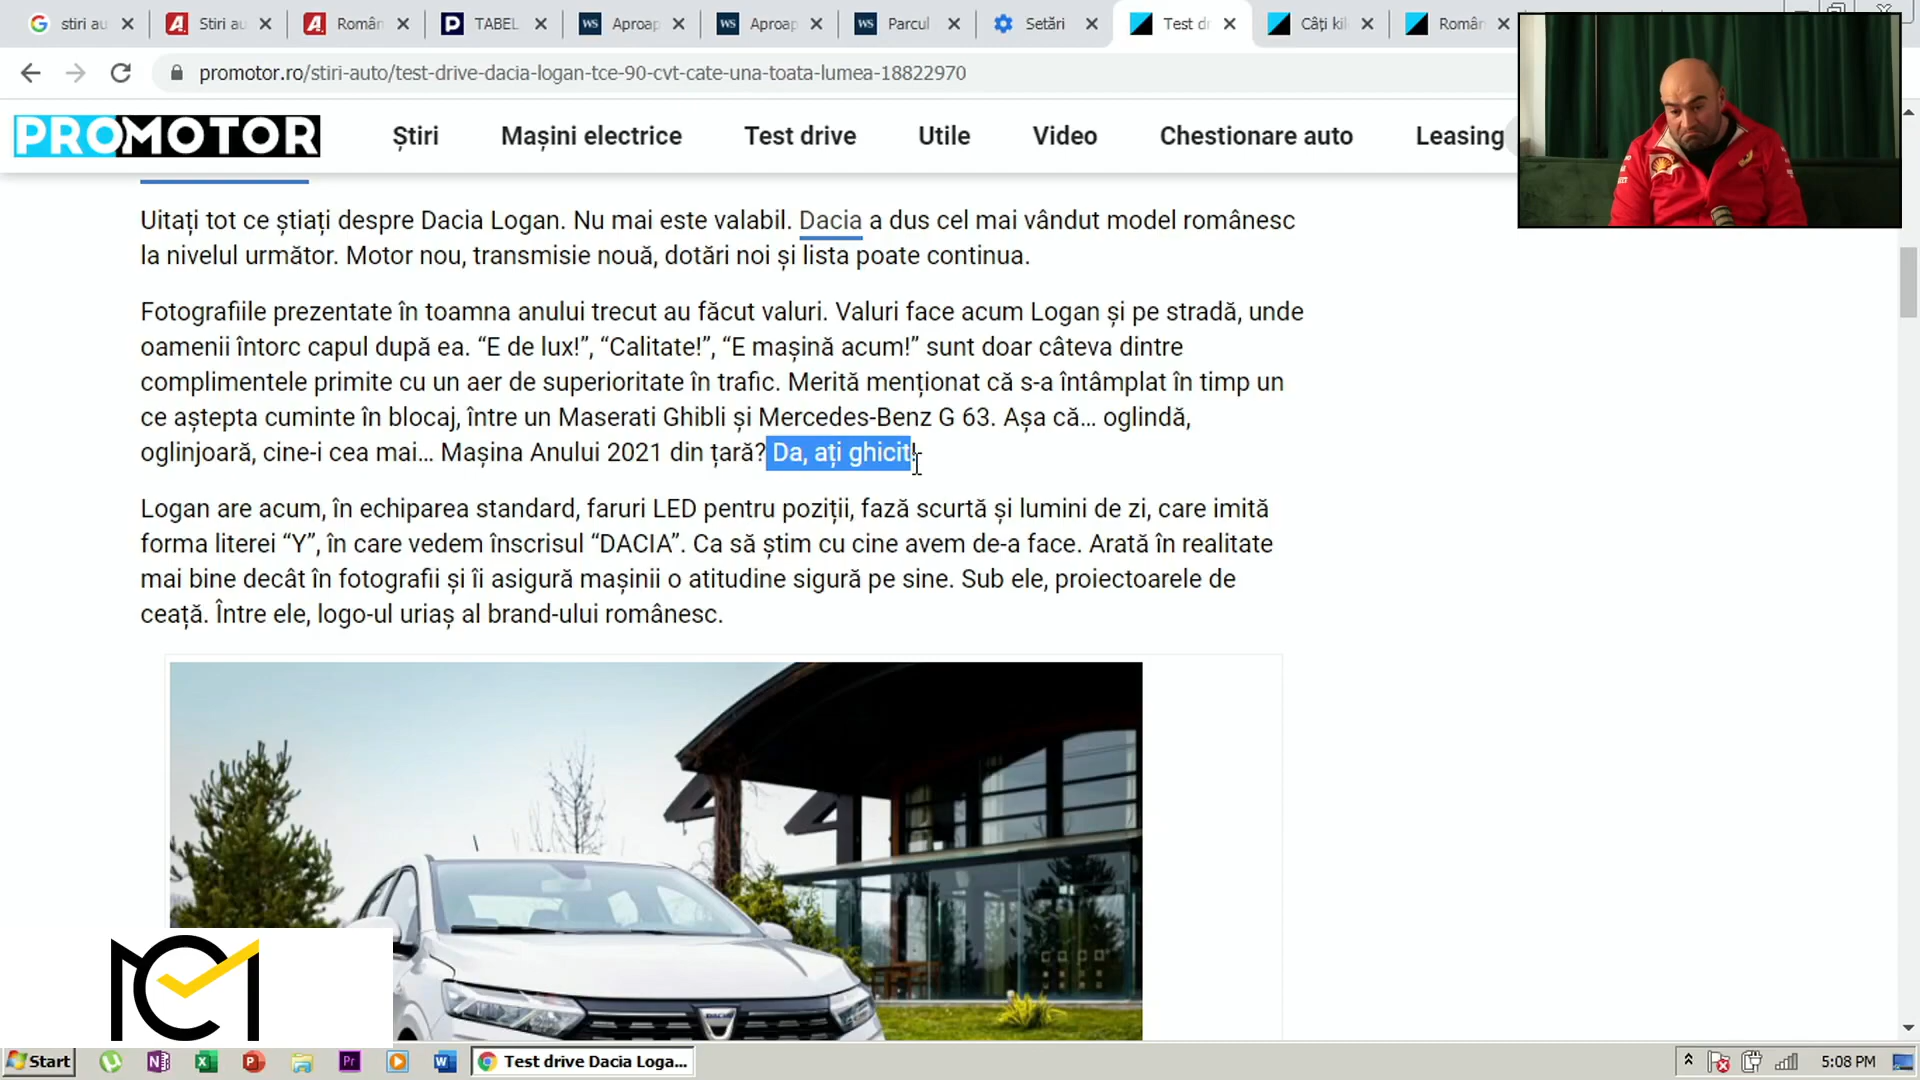 stiri au
Stiri au
Român
TABEL
WS Aproap
WS Aproap
WS Parcul
Setări
Test dr
Câți kil
Român
promotor.ro/stiri-auto/test-drive-dacia-logan-tce-90-cvt-cate-una-toata-lumea-18822970
PROMOTOR
Știri
Mașini electrice
Test drive
Utile
Video
Chestionare auto
Leasing
Uitați tot ce știați despre Dacia Logan. Nu mai este valabil. Dacia a dus cel mai vândut model românesc
la nivelul următor. Motor nou, transmisie nouă, dotări noi și lista poate continua.
Fotografiile prezentate în toamna anului trecut au făcut valuri. Valuri face acum Logan și pe stradă, unde
oamenii întorc capul după ea. “E de lux!”, “Calitate!”, “E mașină acum!” sunt doar câteva dintre
complimentele primite cu un aer de superioritate în trafic. Merită menționat că s-a întâmplat în timp un
ce aștepta cuminte în blocaj, între un Maserati Ghibli și Mercedes-Benz G 63. Așa că… oglindă,
oglinjoară, cine-i cea mai… Mașina Anului 2021 din țară? Da, ați ghicit!
Logan are acum, în echiparea standard, faruri LED pentru poziții, fază scurtă și lumini de zi, care imită
forma literei “Y”, în care vedem înscrisul “DACIA”. Ca să știm cu cine avem de-a face. Arată în realitate
mai bine decât în fotografii și îi asigură mașinii o atitudine sigură pe sine. Sub ele, proiectoarele de
ceață. Între ele, logo-ul uriaș al brand-ului românesc.
DACIA
Start
Test drive Dacia Loga...
5:08 PM